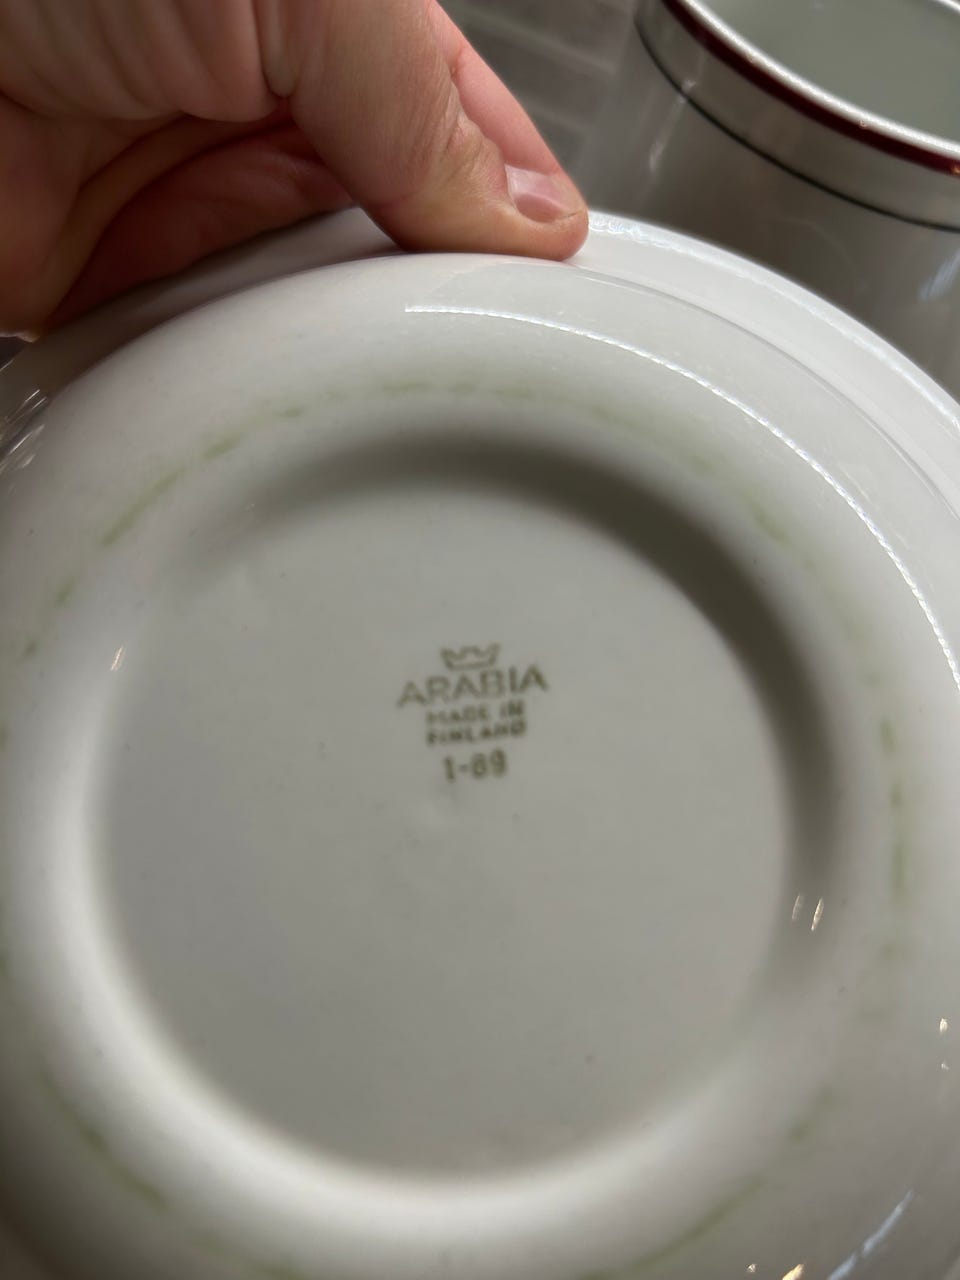 ARABIA
MADE IN
FINLAND
1-69